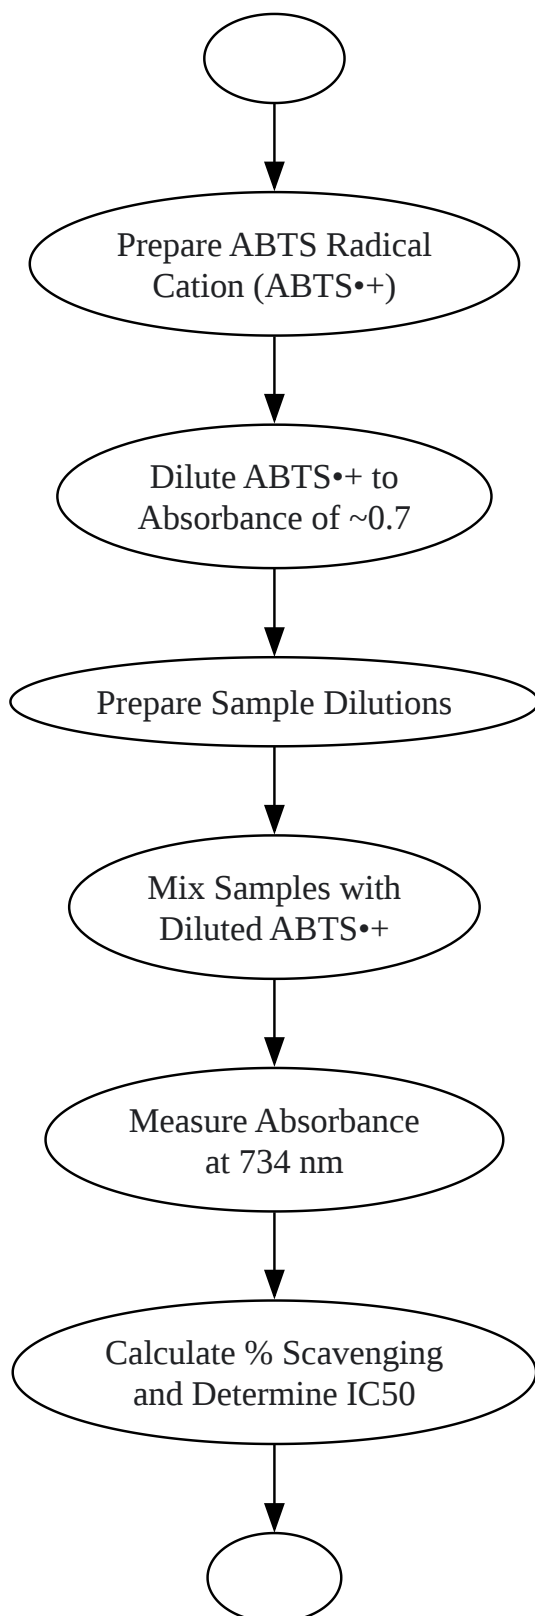 Prepare ABTS Radical
Cation (ABTS•+)
Dilute ABTS•+ to
Absorbance of ~0.7
Prepare Sample Dilutions
Mix Samples with
Diluted ABTS•+
Measure Absorbance
at 734 nm
Calculate % Scavenging
and Determine IC50